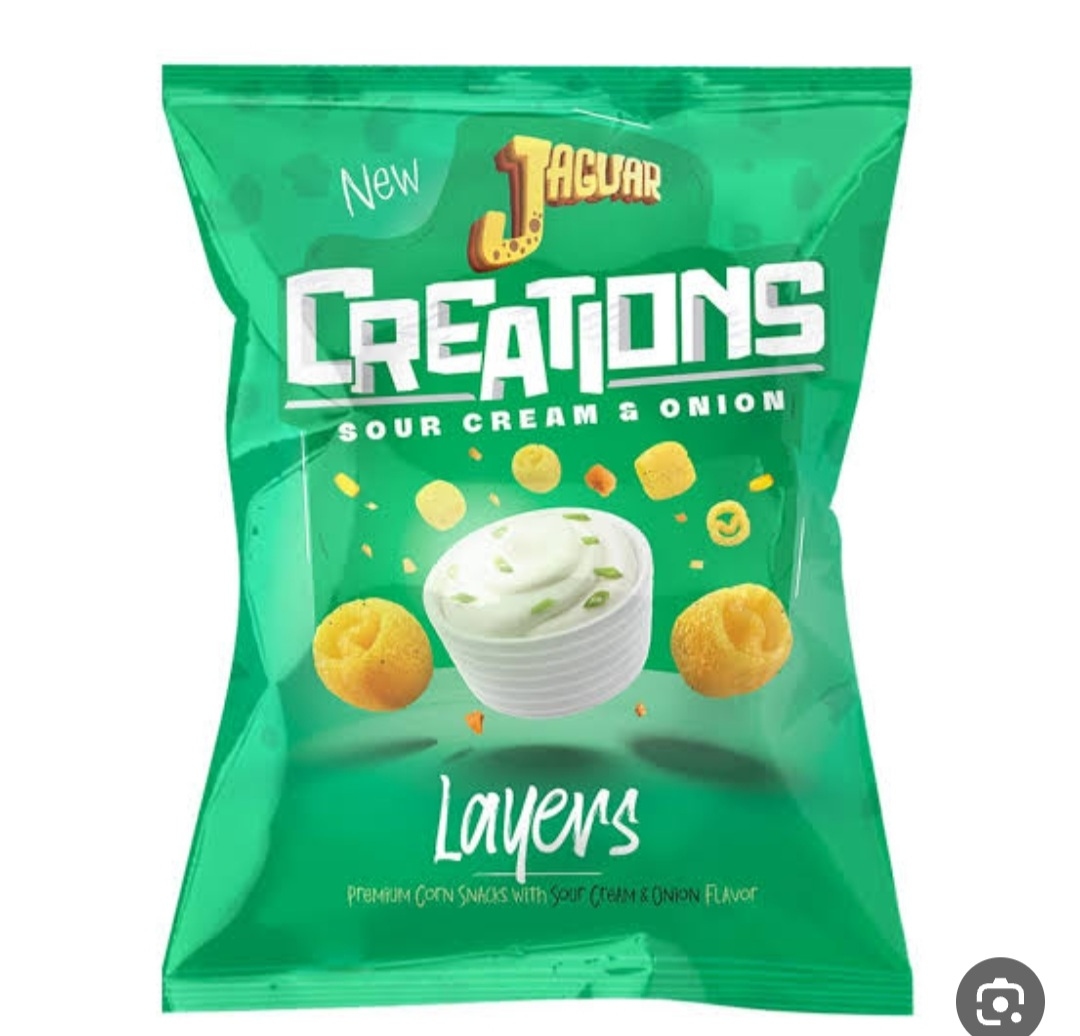 New
JAGUAR
CREATIONS
SOUR CREAM & ONION
Layers
Premium Corn Snacks with Sour Cream & Onion Flavor